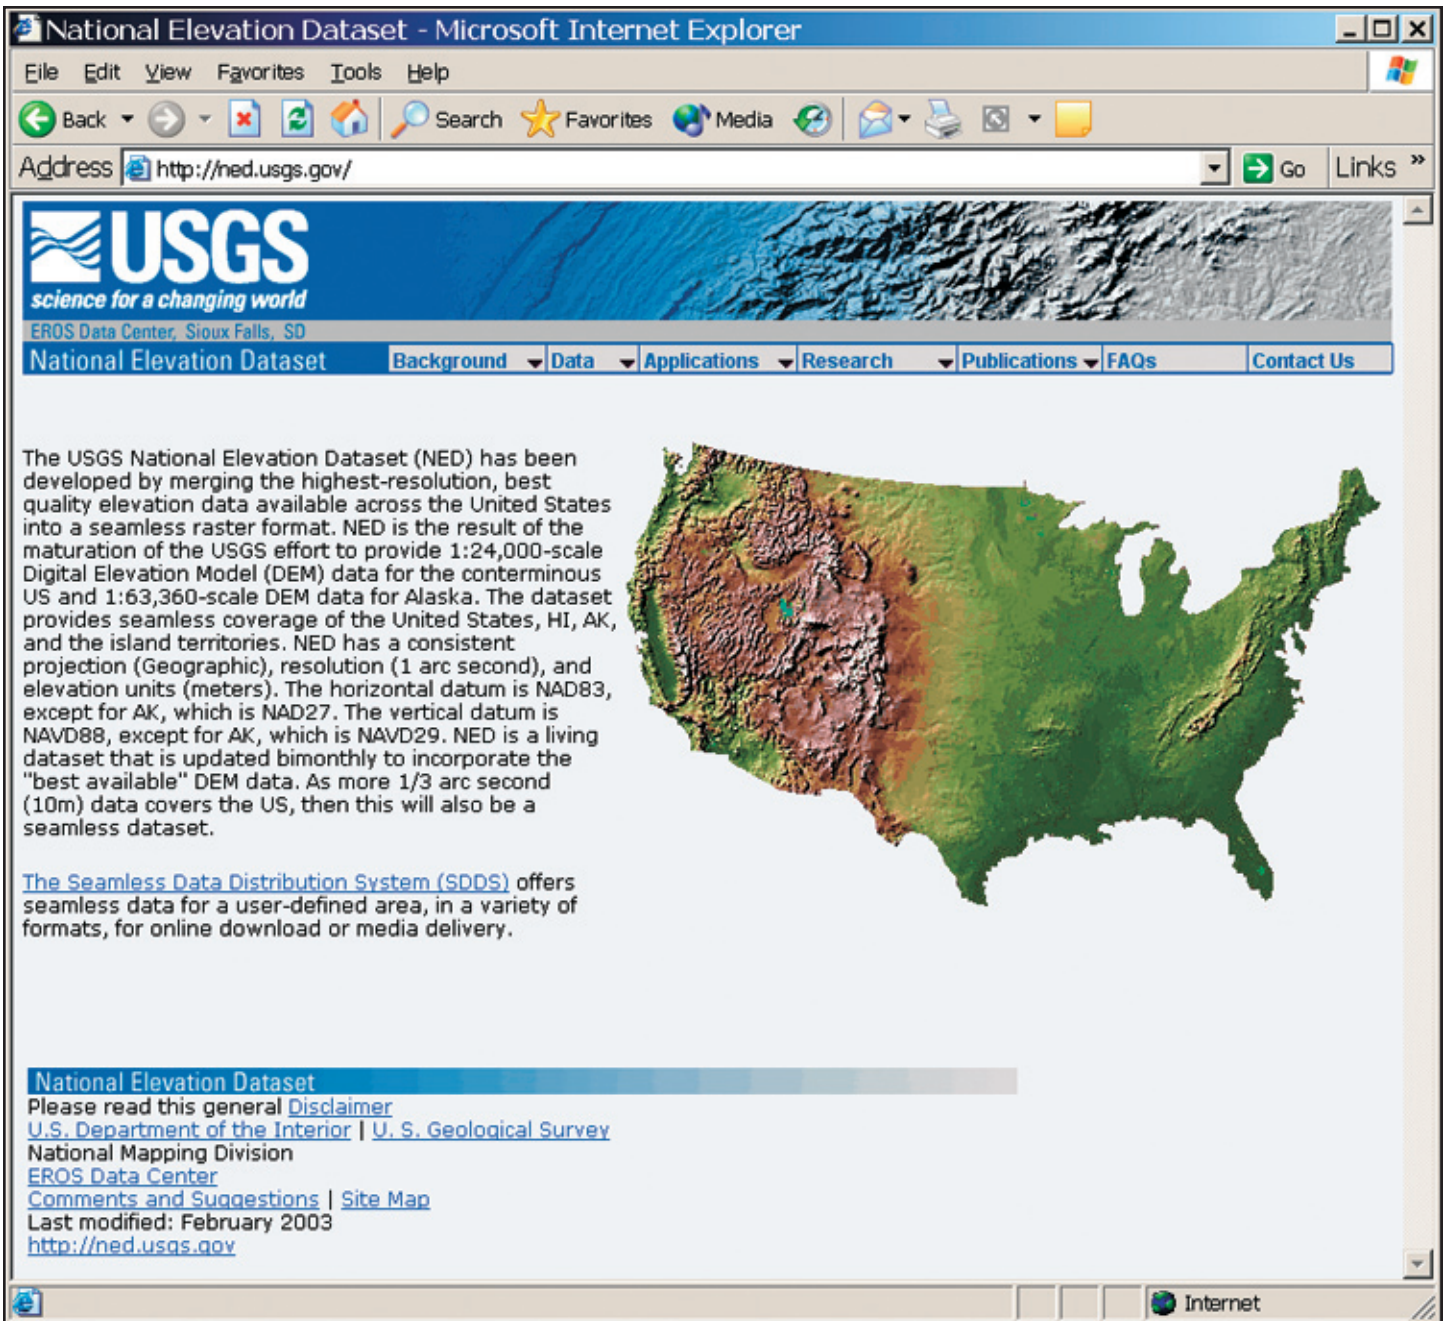 National Elevation Dataset - Microsoft Internet Explorer
File Edit View Favorites Tools Help
Back Search Favorites Media
Address http://ned.usgs.gov/ Go Links »
USGS
science for a changing world
EROS Data Center, Sioux Falls, SD
National Elevation Dataset Background Data Applications Research Publications FAQs Contact Us
The USGS National Elevation Dataset (NED) has been
developed by merging the highest-resolution, best
quality elevation data available across the United States
into a seamless raster format. NED is the result of the
maturation of the USGS effort to provide 1:24,000-scale
Digital Elevation Model (DEM) data for the conterminous
US and 1:63,360-scale DEM data for Alaska. The dataset
provides seamless coverage of the United States, HI, AK,
and the island territories. NED has a consistent
projection (Geographic), resolution (1 arc second), and
elevation units (meters). The horizontal datum is NAD83,
except for AK, which is NAD27. The vertical datum is
NAVD88, except for AK, which is NAVD29. NED is a living
dataset that is updated bimonthly to incorporate the
"best available" DEM data. As more 1/3 arc second
(10m) data covers the US, then this will also be a
seamless dataset.
The Seamless Data Distribution System (SDDS) offers
seamless data for a user-defined area, in a variety of
formats, for online download or media delivery.
National Elevation Dataset
Please read this general Disclaimer
U.S. Department of the Interior | U. S. Geological Survey
National Mapping Division
EROS Data Center
Comments and Suggestions | Site Map
Last modified: February 2003
http://ned.usgs.gov
Internet